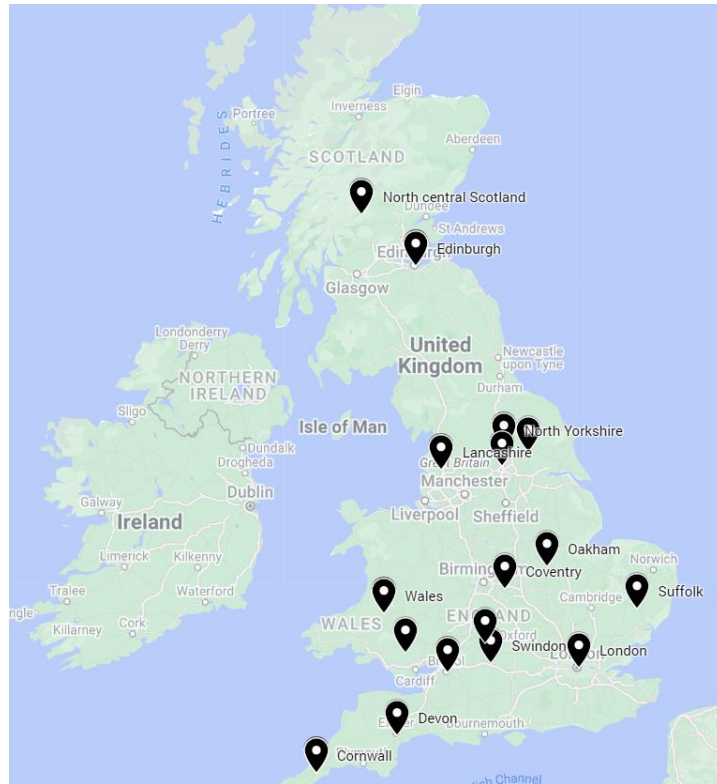 Elgin
Portree
Inverness
HEBRIDES
SCOTLAND
Aberdeen
North central Scotland
Dundee
St Andrews
Edinburgh
Edinburgh
Glasgow
United
Kingdom
Londonderry
Derry
NORTHERN
IRELAND
Newcastle
upon Tyne
Durham
Sligo
Isle of Man
North Yorkshire
Dundalk
Lancashire
Great Britain
Drogheda
Manchester
Dublin
Galway
Liverpool
Sheffield
Ireland
Limerick
Kilkenny
Oakham
Norwich
Birmingham
Coventry
Tralee
Waterford
Wales
Suffolk
Cambridge
Killarney
Cork
WALES
ENGLAND
Oxford
Swindon
London
Cardiff
Bristol
Devon
Exeter
Bournemouth
Cornwall
Plymouth
English Channel